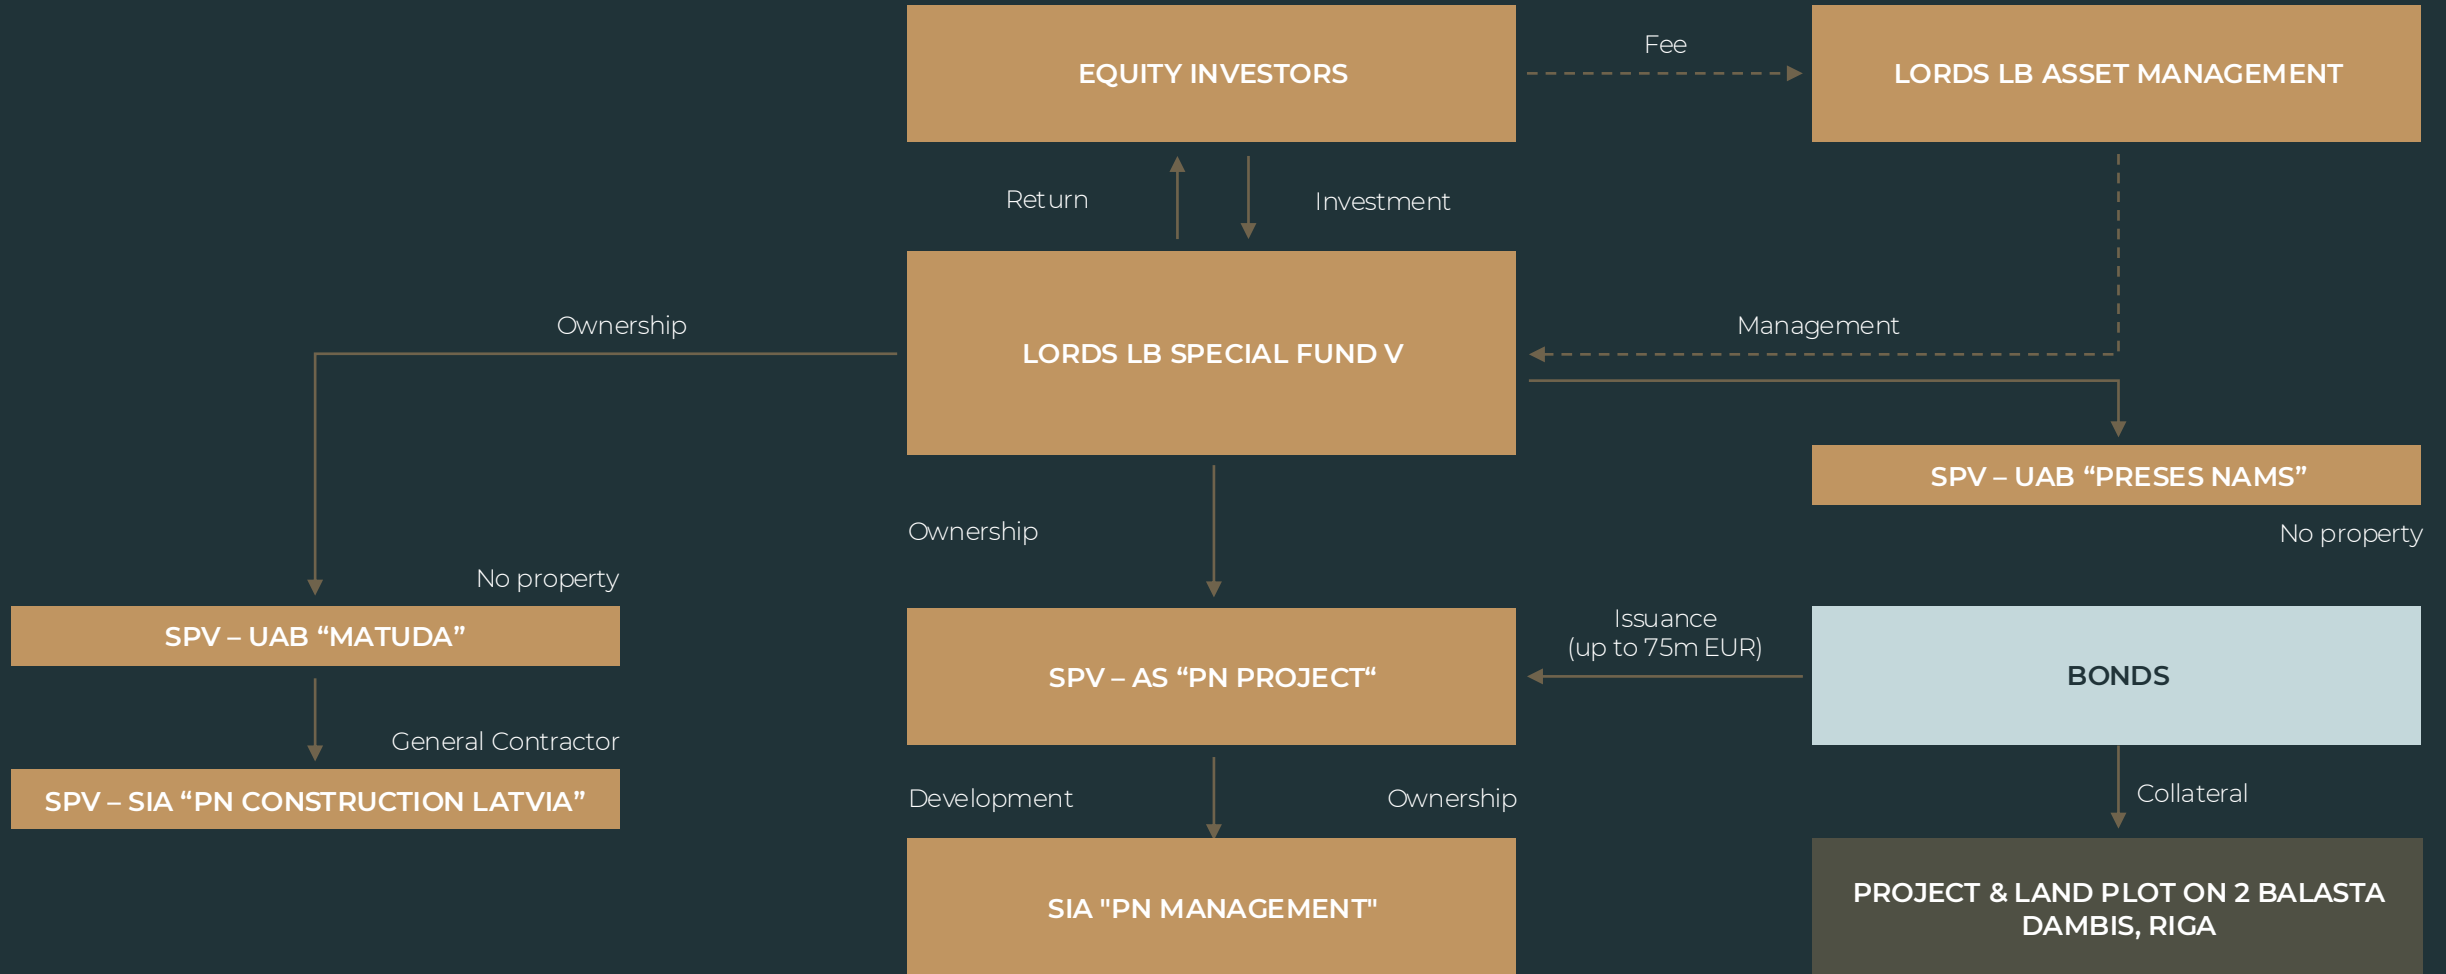 EQUITY INVESTORS
Fee
LORDS LB ASSET MANAGEMENT
Return
Investment
Ownership
LORDS LB SPECIAL FUND V
Management
SPV – UAB “PRESES NAMS”
No property
Ownership
No property
SPV – UAB “MATUDA”
SPV – AS “PN PROJECT“
Issuance
(up to 75m EUR)
BONDS
General Contractor
SPV – SIA “PN CONSTRUCTION LATVIA”
Development
Ownership
Collateral
SIA "PN MANAGEMENT"
PROJECT & LAND PLOT ON 2 BALASTA
DAMBIS, RIGA